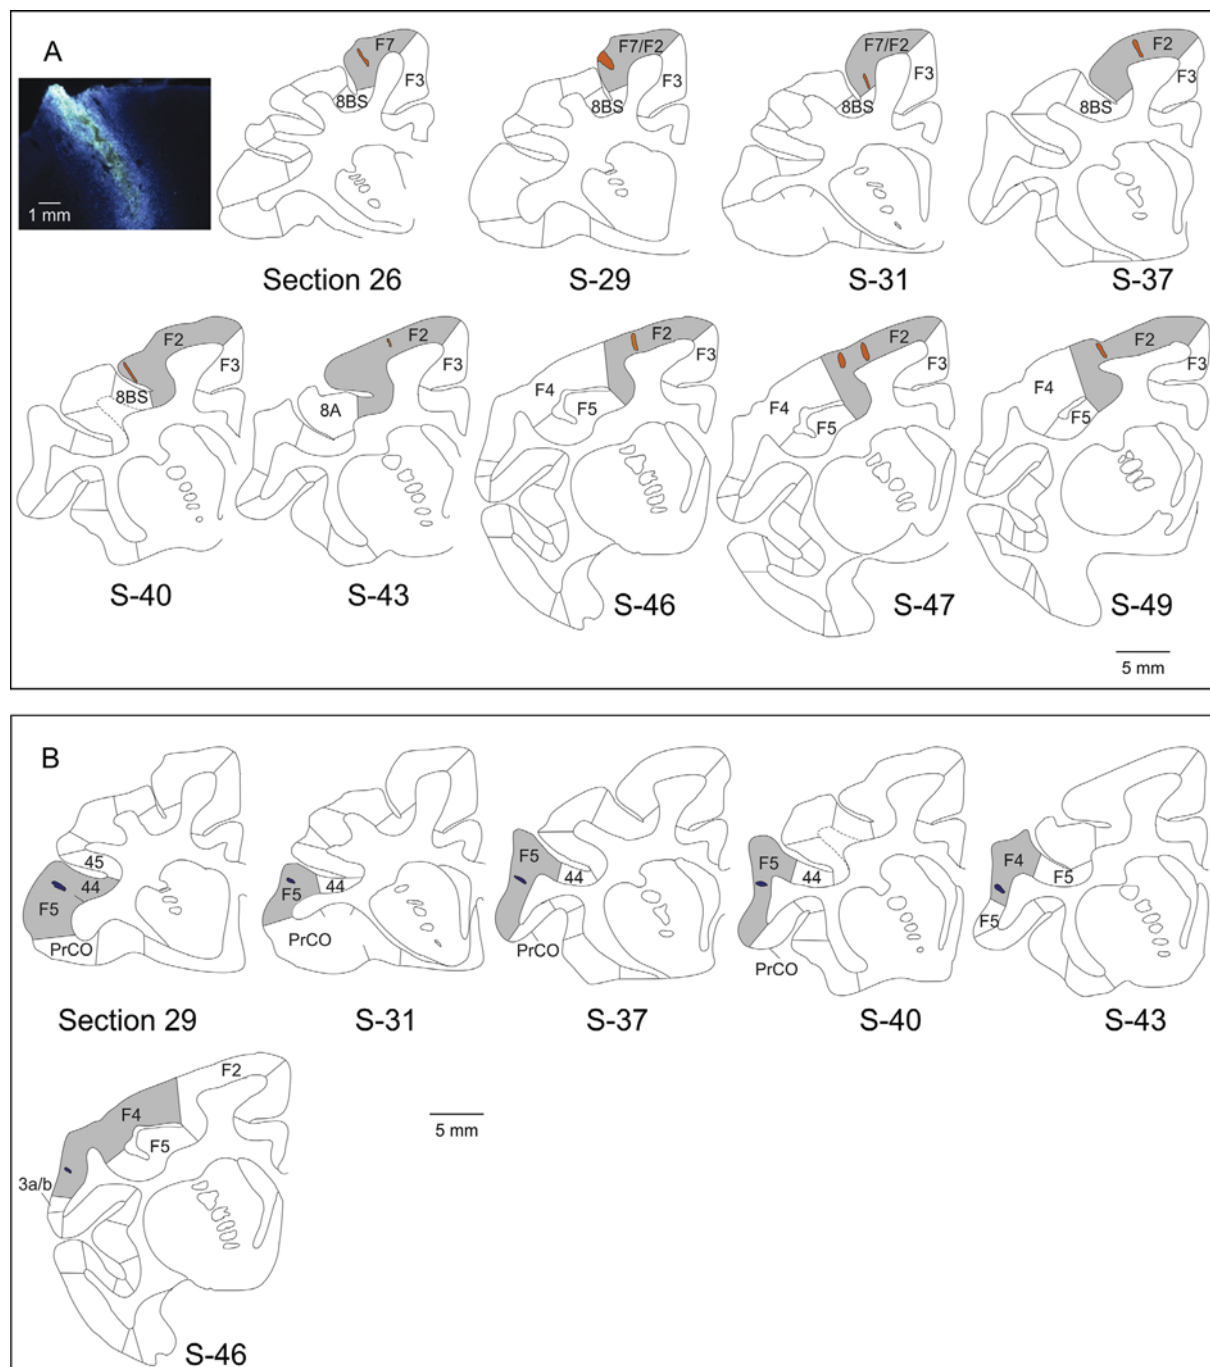 A
1 mm
F7
F3
8BS
Section 26
F7/F2
F3
8BS
S-29
F7/F2
F3
8BS
S-31
F2
F3
8BS
S-37
F2
F3
8BS
S-40
F2
F3
8A
S-43
F2
F3
F4
F5
S-46
F2
F3
F4
F5
S-47
F2
F3
F4
F5
S-49
5 mm
B
45
44
F5
PrCO
Section 29
F5
44
PrCO
S-31
F5
44
PrCO
S-37
F5
44
PrCO
S-40
F4
F5
F5
S-43
F2
F4
F5
3a/b
S-46
5 mm